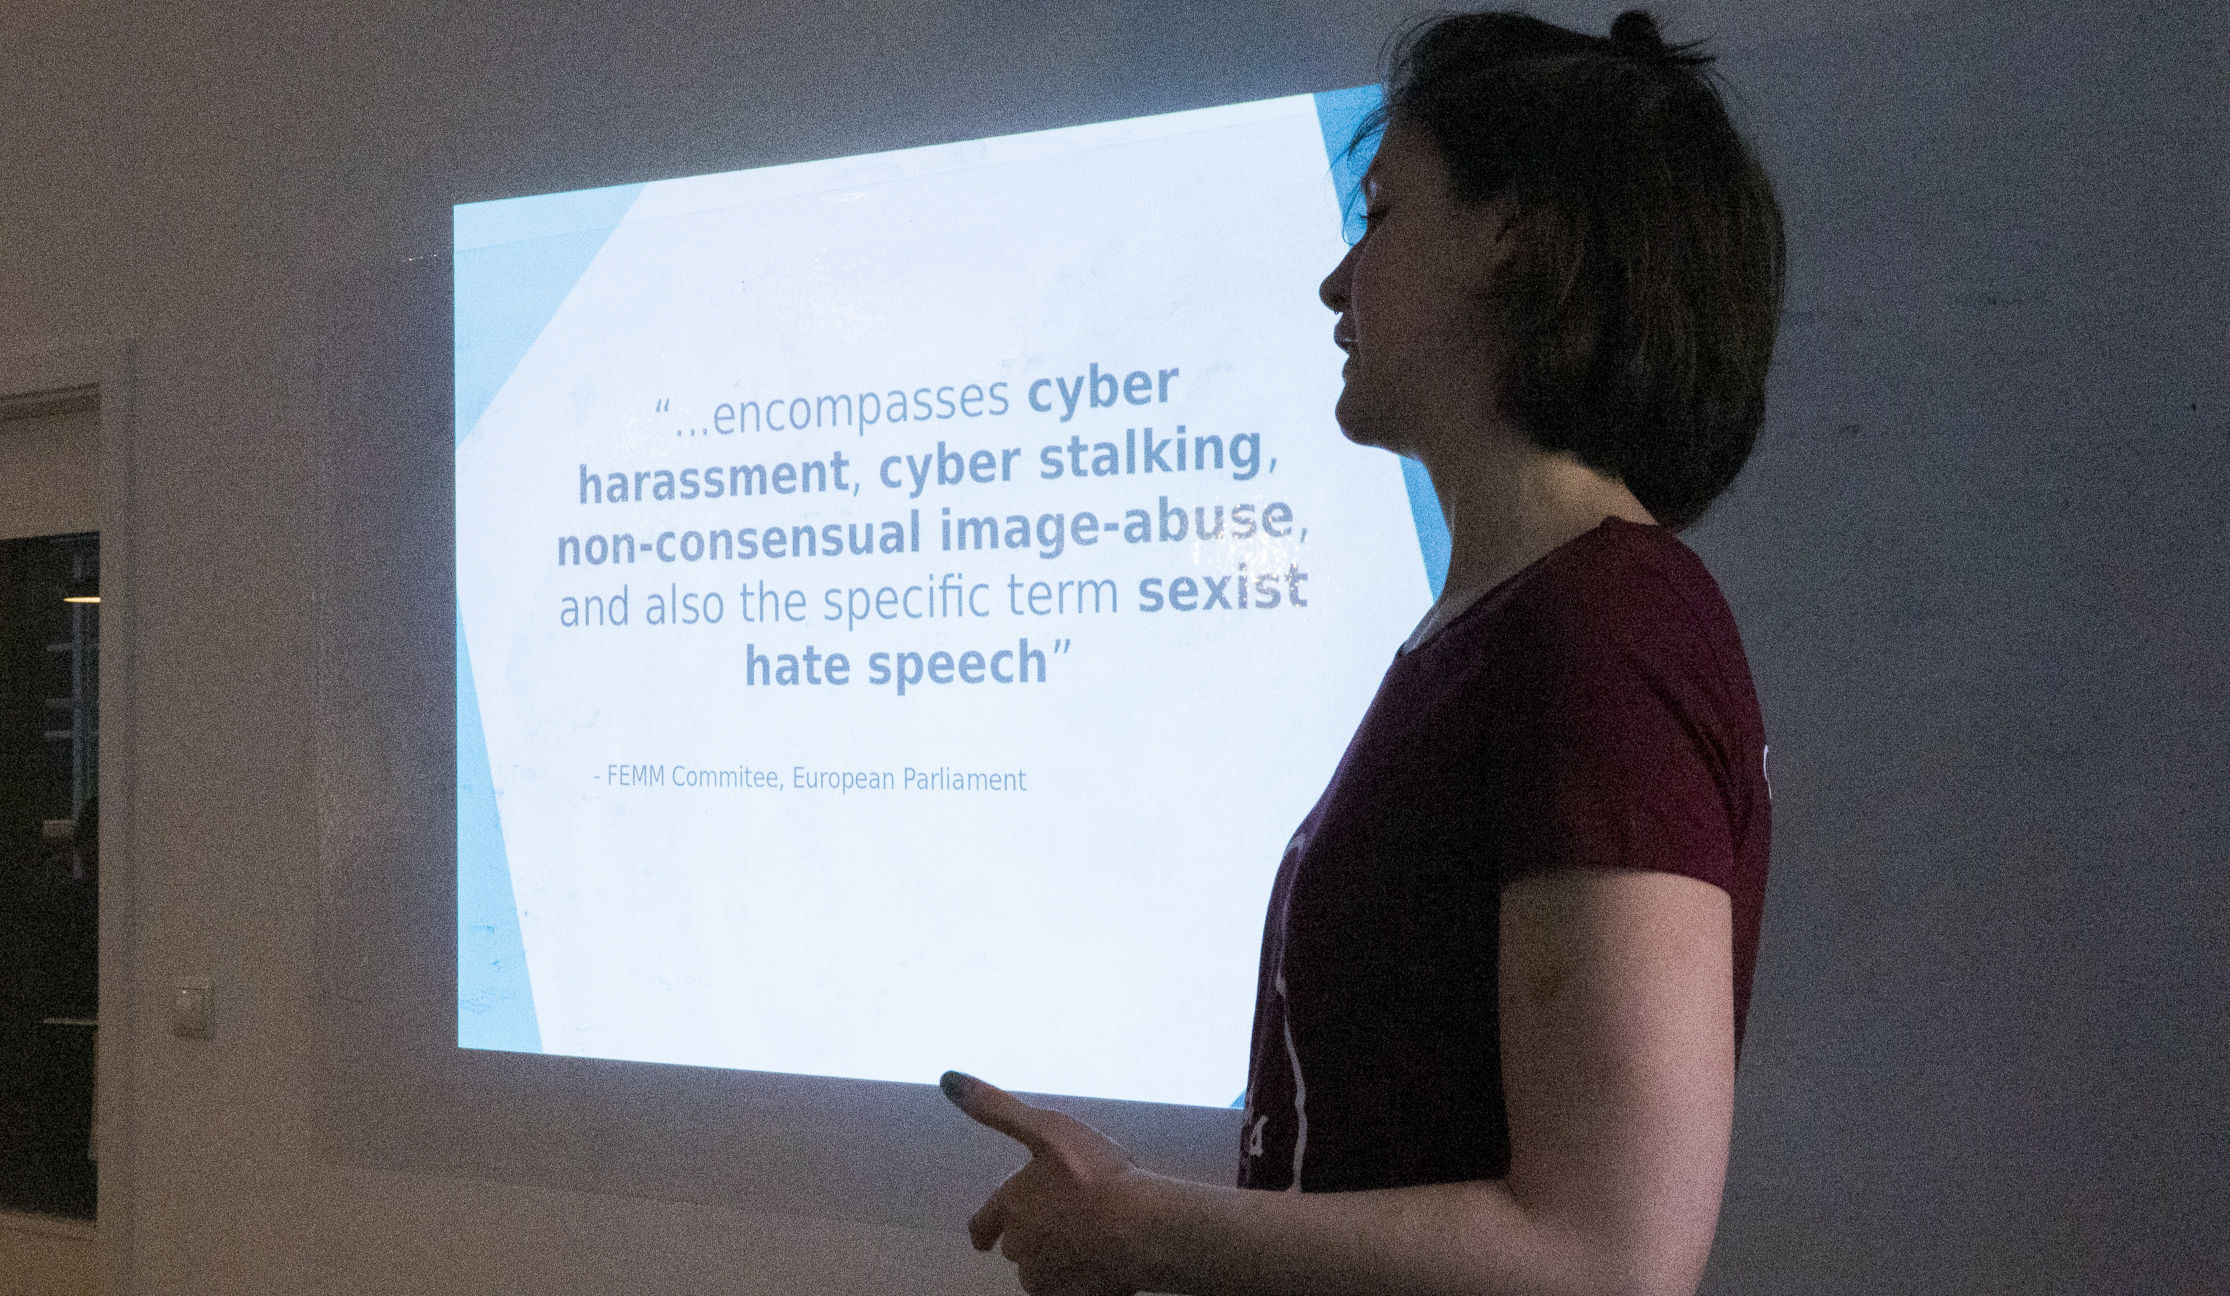 “...encompasses cyber
harassment, cyber stalking,
non-consensual image-abuse,
and also the specific term sexist
hate speech”
- FEMM Commitee, European Parliament